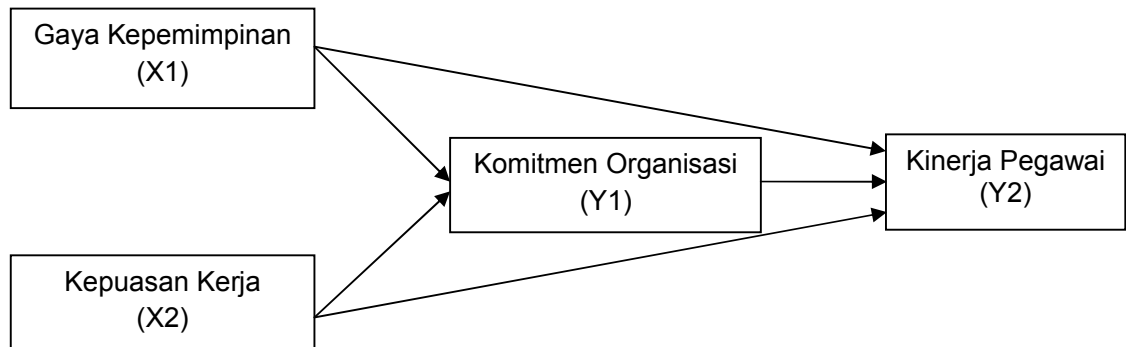 Gaya Kepemimpinan
(X1)
Komitmen Organisasi
(Y1)
Kinerja Pegawai
(Y2)
Kepuasan Kerja
(X2)